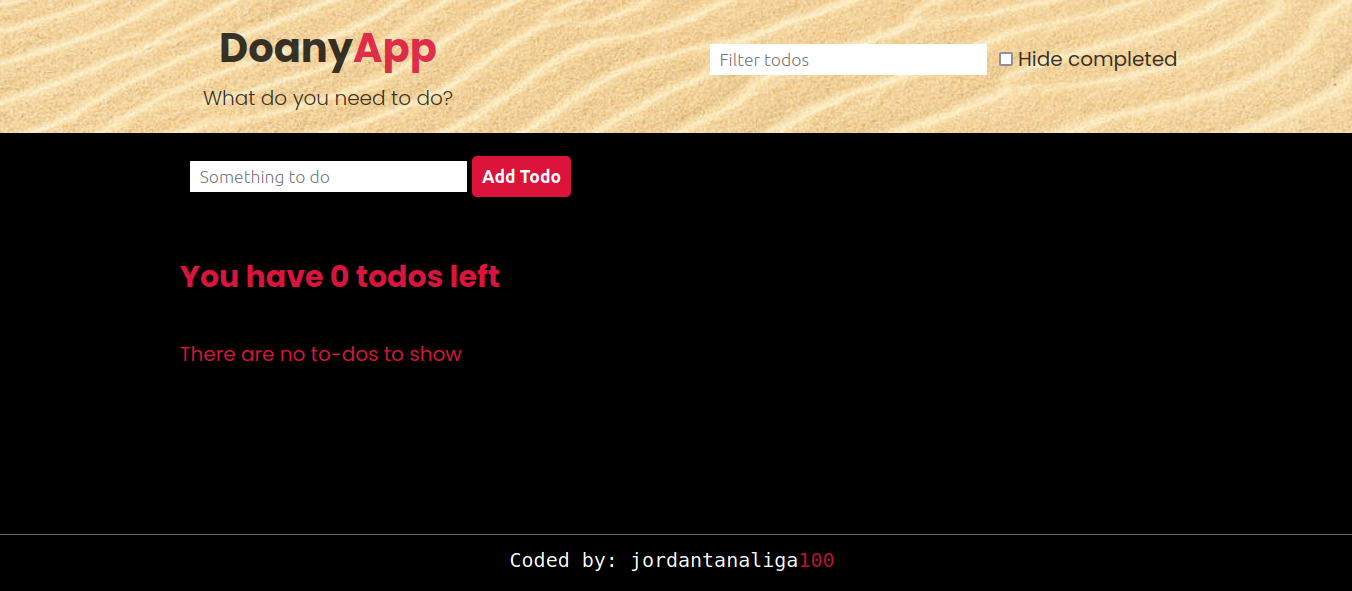 DoanyApp
What do you need to do?
Filter todos
Hide completed
Something to do
Add Todo
You have 0 todos left
There are no to-dos to show
Coded by: jordantanaliga100